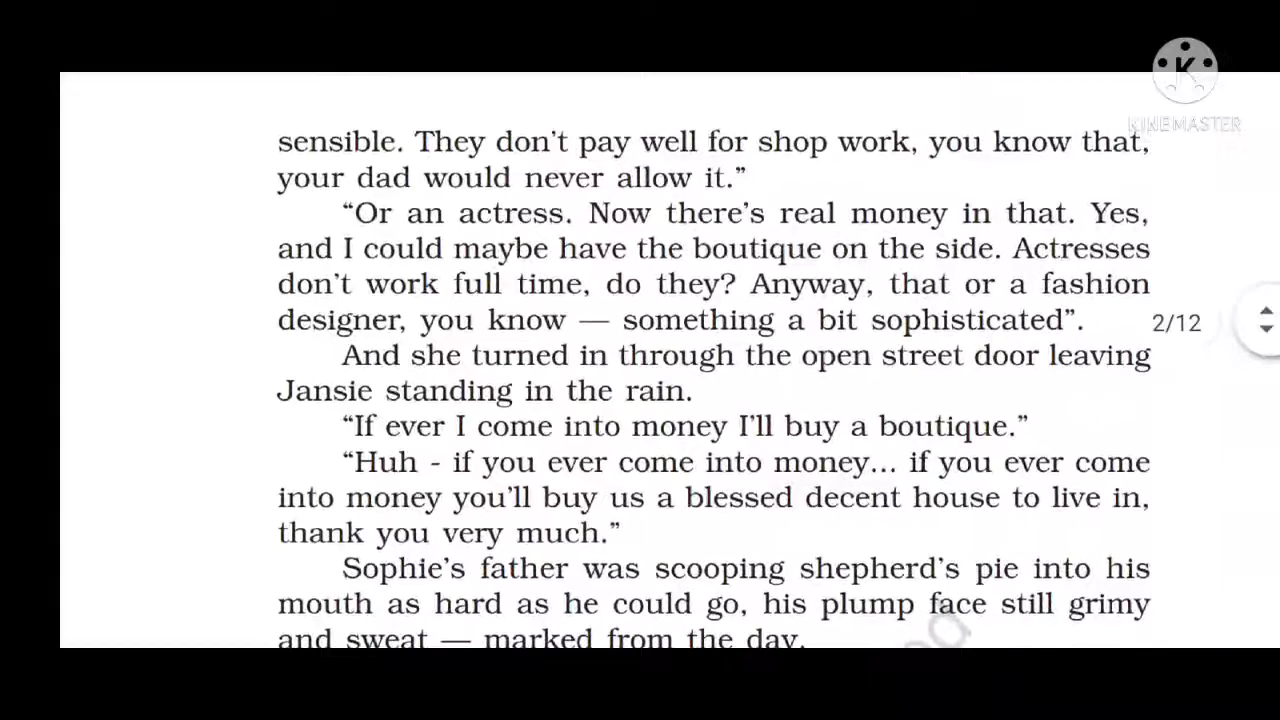 K
KINEMASTER
sensible. They don't pay well for shop work, you know that,
your dad would never allow it.”
“Or an actress. Now there's real money in that. Yes,
and I could maybe have the boutique on the side. Actresses
don't work full time, do they? Anyway, that or a fashion
designer, you know — something a bit sophisticated”.
2/12
And she turned in through the open street door leaving
Jansie standing in the rain.
“If ever I come into money I'll buy a boutique.”
“Huh - if you ever come into money... if you ever come
into money you'll buy us a blessed decent house to live in,
thank you very much.”
Sophie's father was scooping shepherd's pie into his
mouth as hard as he could go, his plump face still grimy
and sweat — marked from the day.